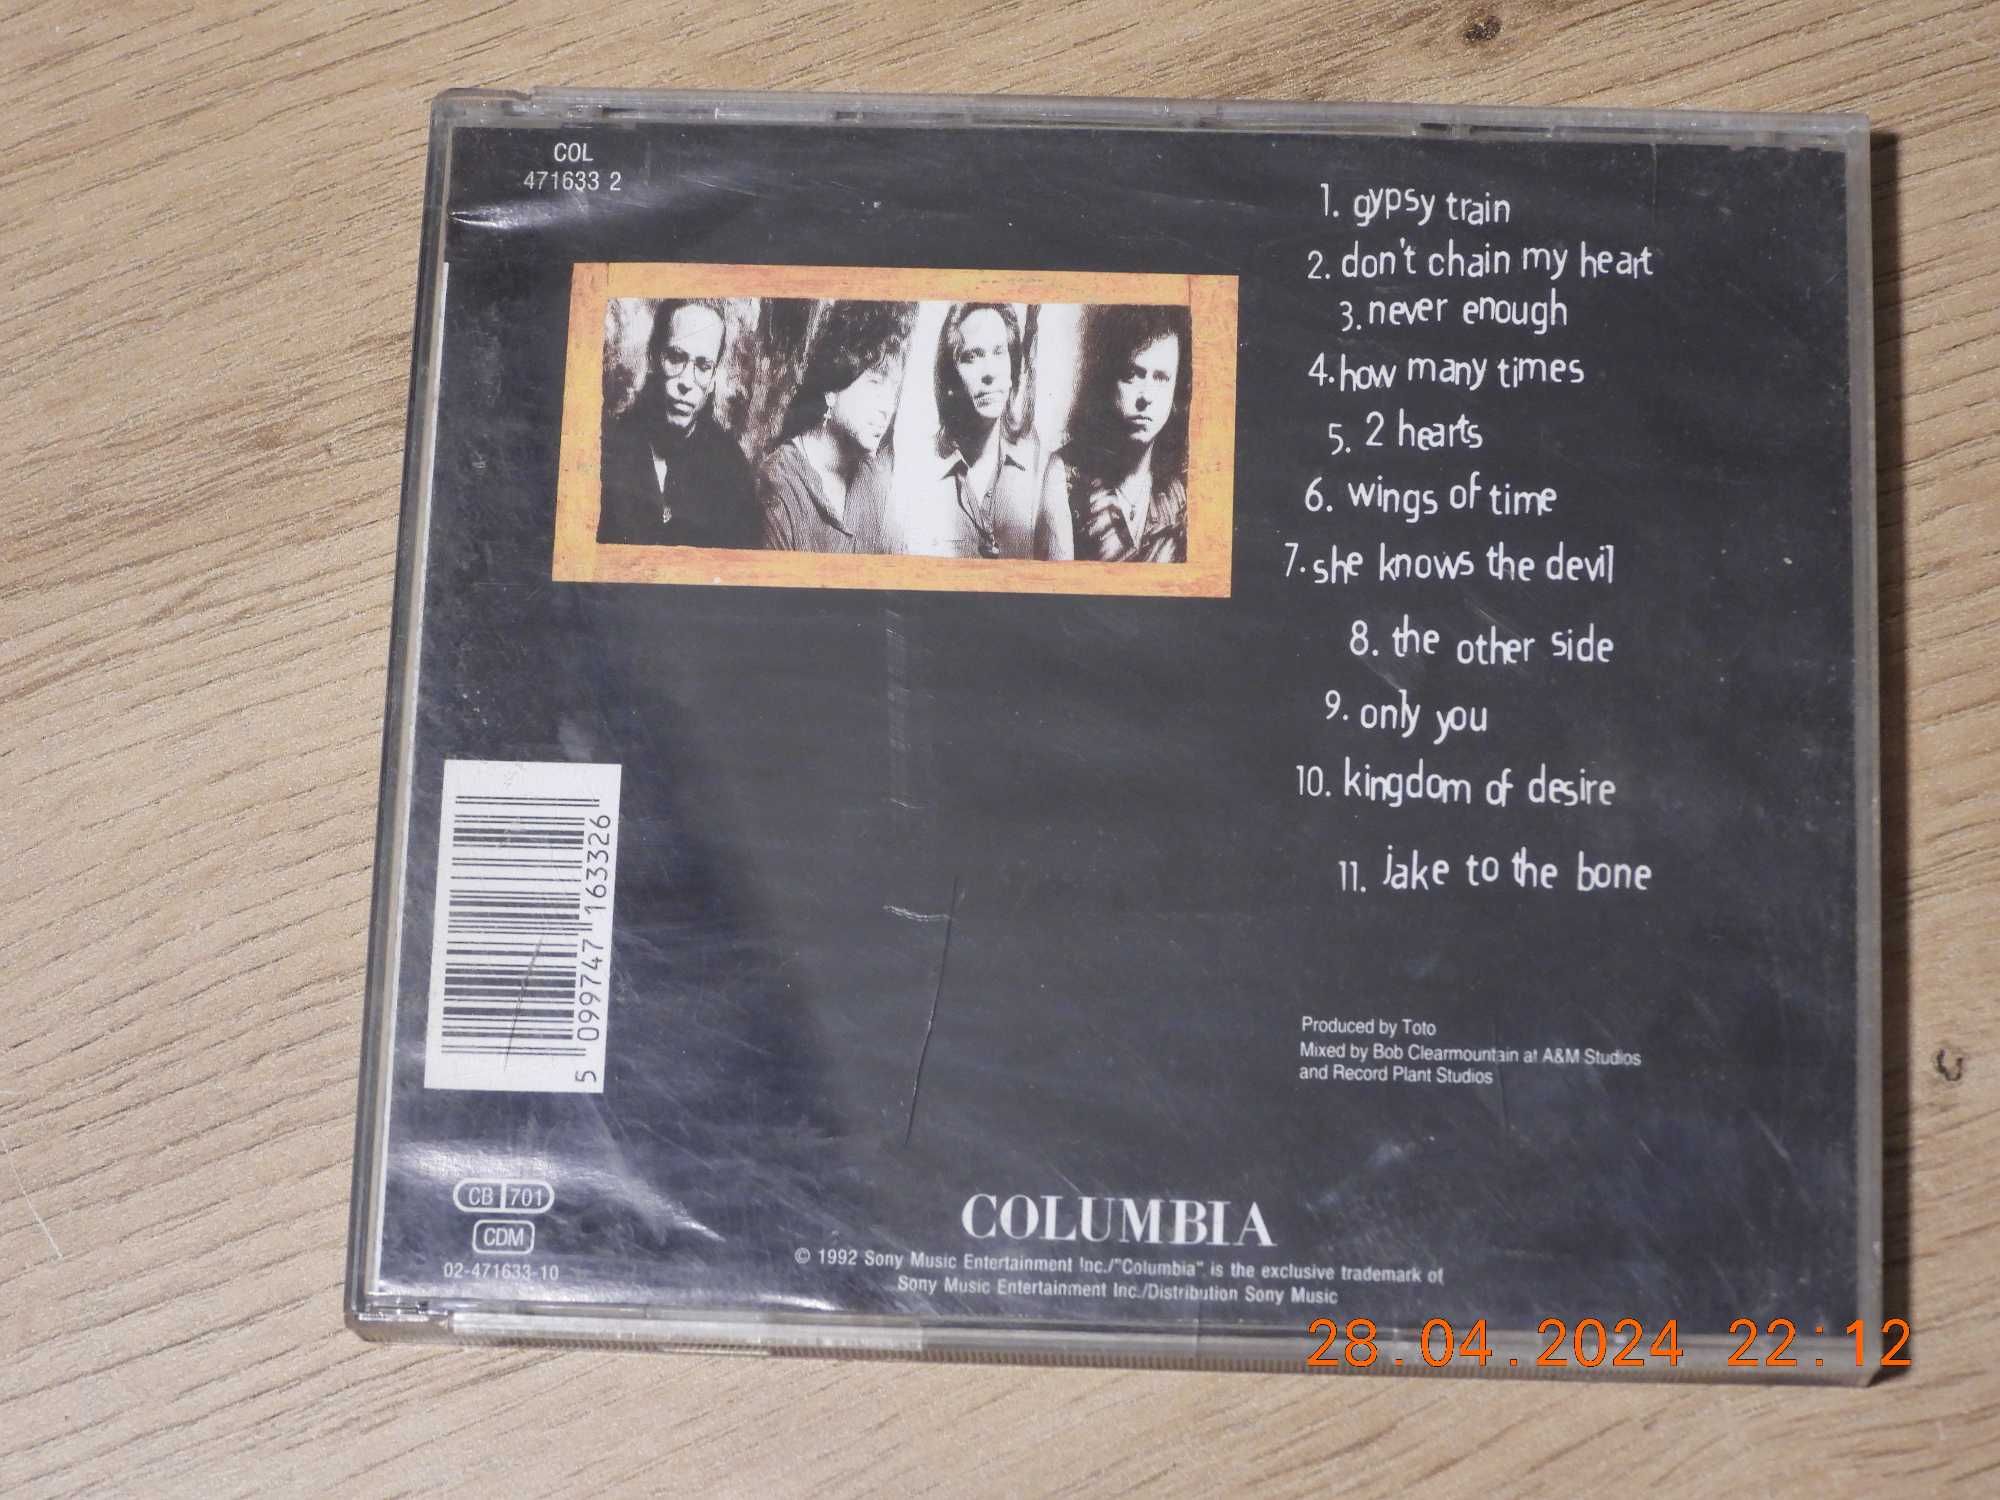 COL
471633 2
1. gypsy train
2. don't chain my heart
3. never enough
4. how many times
5. 2 hearts
6. wings of time
7. she knows the devil
8. the other side
9. only you
10. kingdom of desire
11. jake to the bone
Produced by Toto
Mixed by Bob Clearmountain at A&M Studios
and Record Plant Studios
5 099747 163326
CB 701
CDM
02-471633-10
COLUMBIA
© 1992 Sony Music Entertainment Inc./"Columbia" is the exclusive trademark of
Sony Music Entertainment Inc./Distribution Sony Music
28.04.2024 22:12